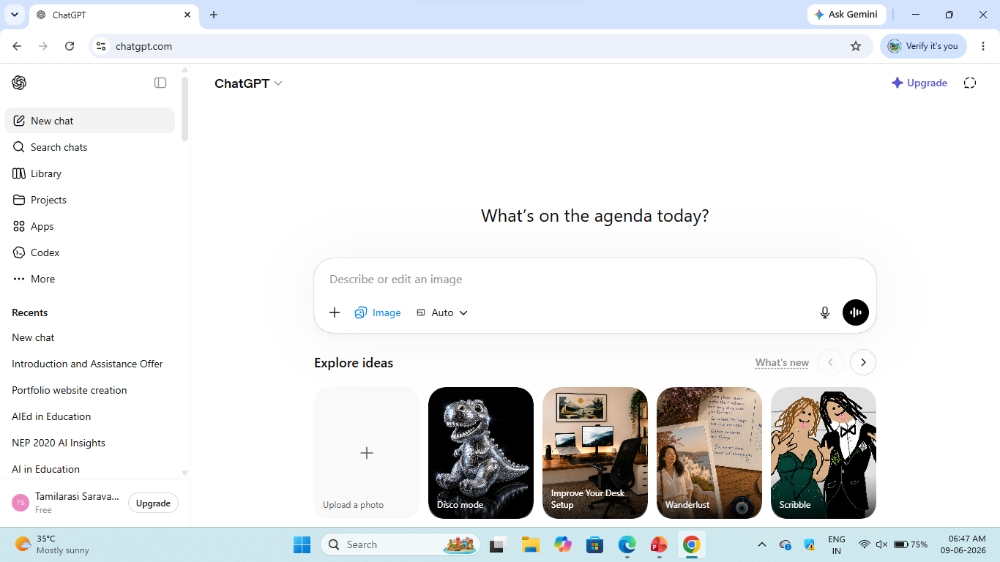 ChatGPT
Ask Gemini
chatgpt.com
Verify it's you
ChatGPT
Upgrade
New chat
Search chats
Library
Projects
Apps
Codex
More
Recents
New chat
Introduction and Assistance Offer
Portfolio website creation
AIEd in Education
NEP 2020 AI Insights
AI in Education
TS
Tamilarasi Sarava...
Free
Upgrade
What's on the agenda today?
Describe or edit an image
Image
Auto
Explore ideas
What's new
Upload a photo
Disco mode
Improve Your Desk
Setup
Wanderlust
Scribble
35°C
Mostly sunny
Search
ENG
IN
75%
06:47 AM
09-06-2026